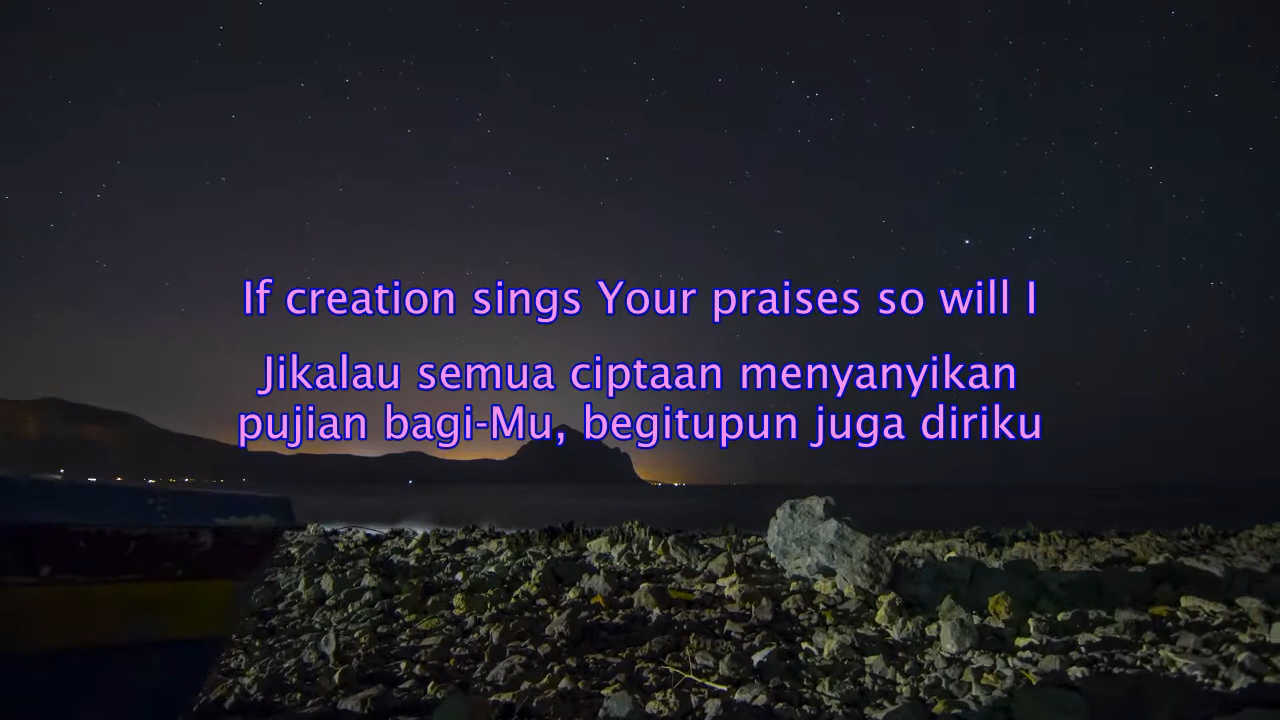 If creation sings Your praises so will I
Jikalau semua ciptaan menyanyikan
pujian bagi-Mu, begitupun juga diriku